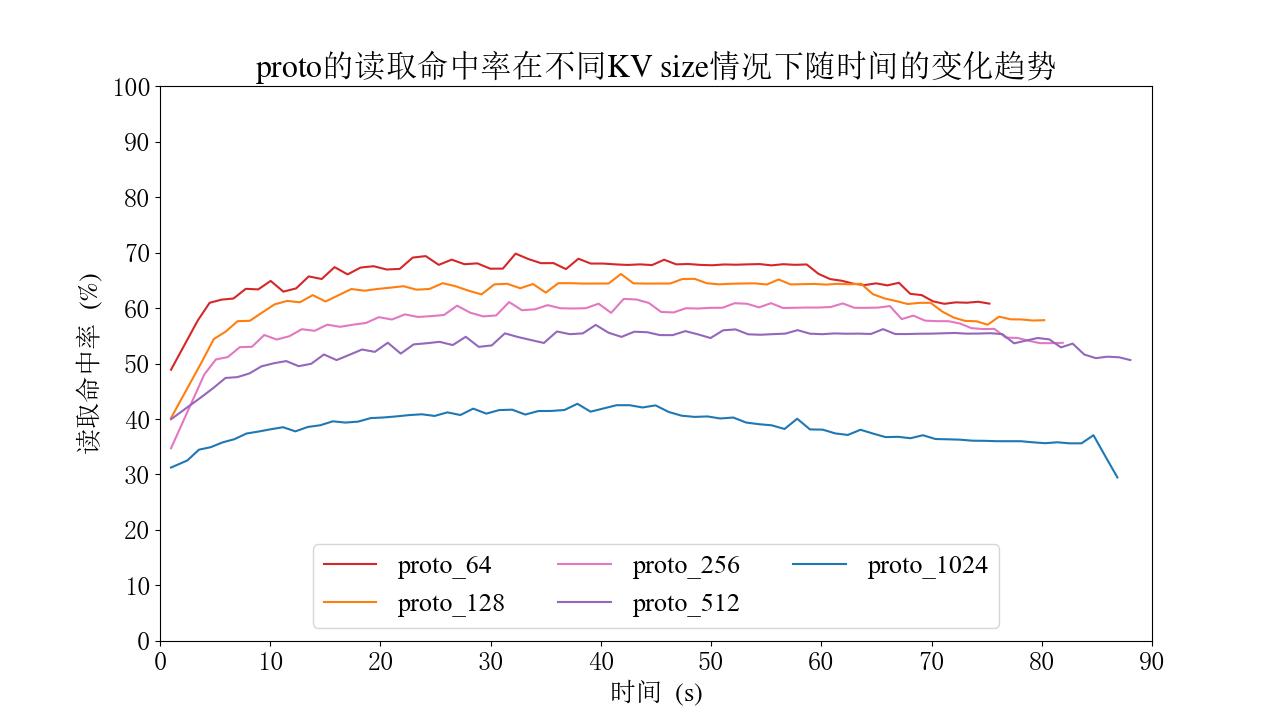 proto的读取命中率在不同KV size情况下随时间的变化趋势
100
90
80
70
60
50
40
30
20
10
0
读取命中率 (%)
proto_64
proto_256
proto_1024
proto_128
proto_512
0 10 20 30 40 50 60 70 80 90
时间 (s)